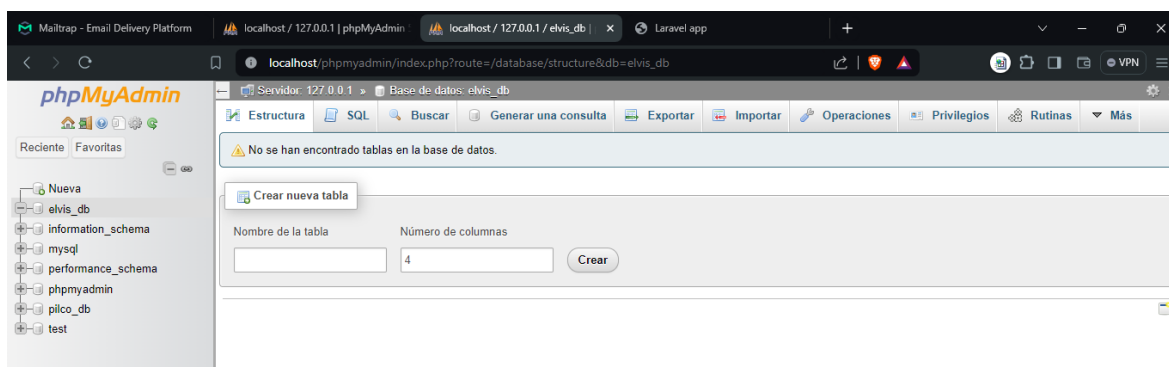 Mailtrap - Email Delivery Platform
localhost / 127.0.0.1 | phpMyAdmin
localhost / 127.0.0.1 / elvis_db |
Laravel app
localhost/phpmyadmin/index.php?route=/database/structure&db=elvis_db
VPN
phpMyAdmin
Reciente Favoritas
Nueva
elvis_db
information_schema
mysql
performance_schema
phpmyadmin
pilco_db
test
Servidor: 127.0.0.1 » Base de datos: elvis_db
Estructura SQL Buscar Generar una consulta Exportar Importar Operaciones Privilegios Rutinas Más
No se han encontrado tablas en la base de datos.
Crear nueva tabla
Nombre de la tabla Número de columnas
4 Crear